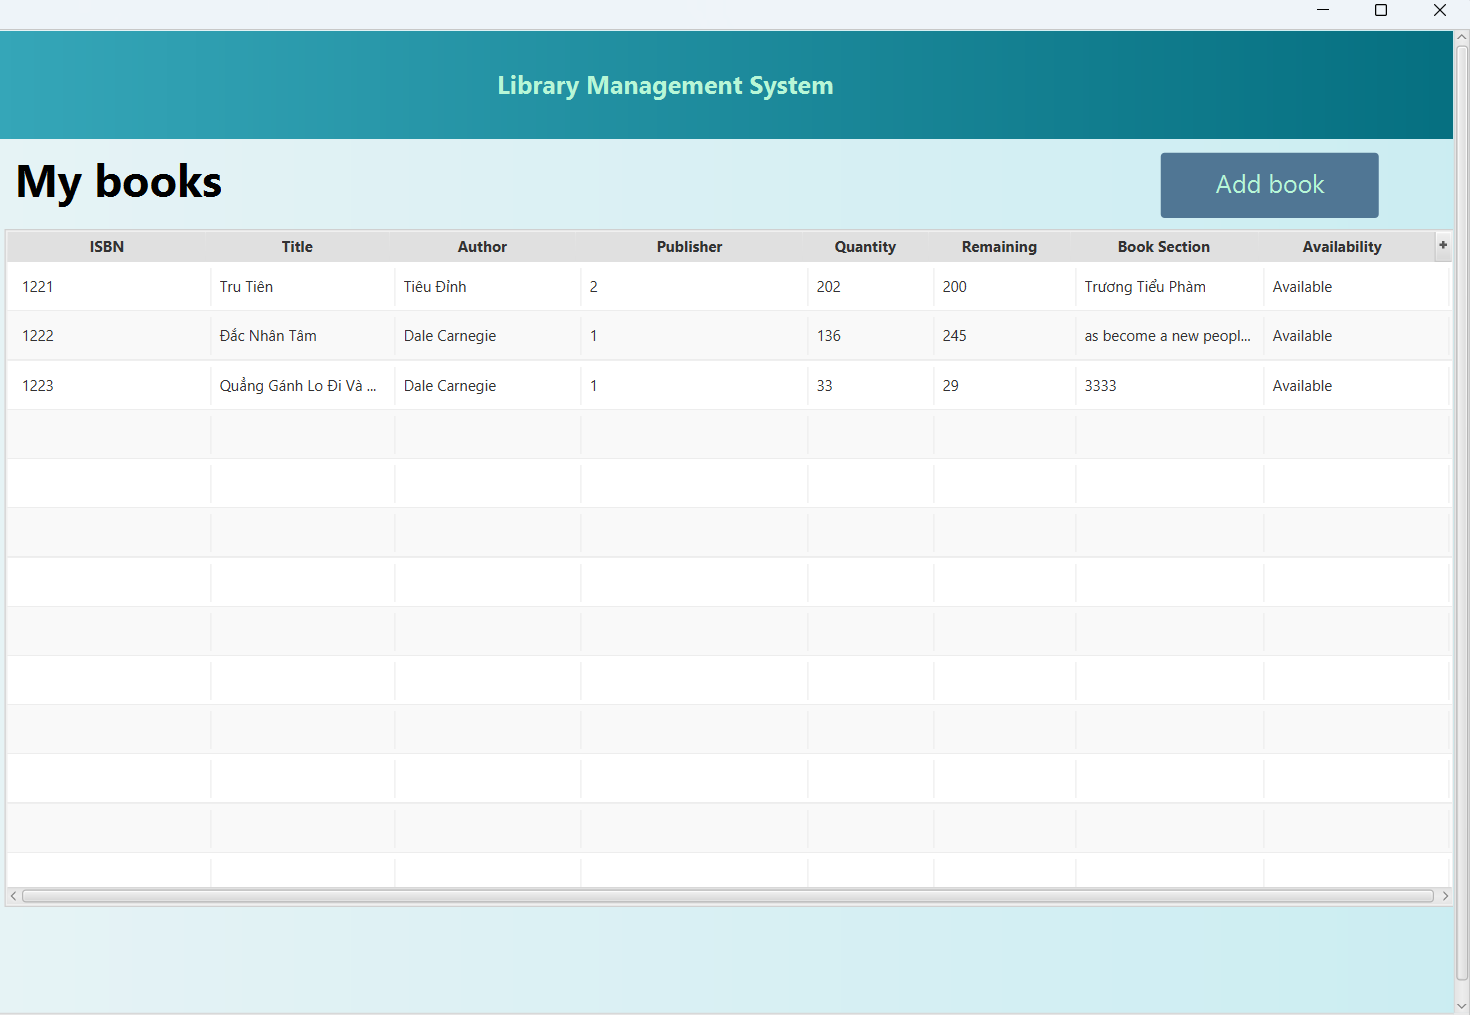 Library Management System
My books
Add book
ISBN Title Author Publisher Quantity Remaining Book Section Availability +
1221 Tru Tiên Tiêu Đỉnh 2 202 200 Trương Tiểu Phàm Available
1222 Đắc Nhân Tâm Dale Carnegie 1 136 245 as become a new peopl... Available
1223 Quẳng Gánh Lo Đi Và ... Dale Carnegie 1 33 29 3333 Available